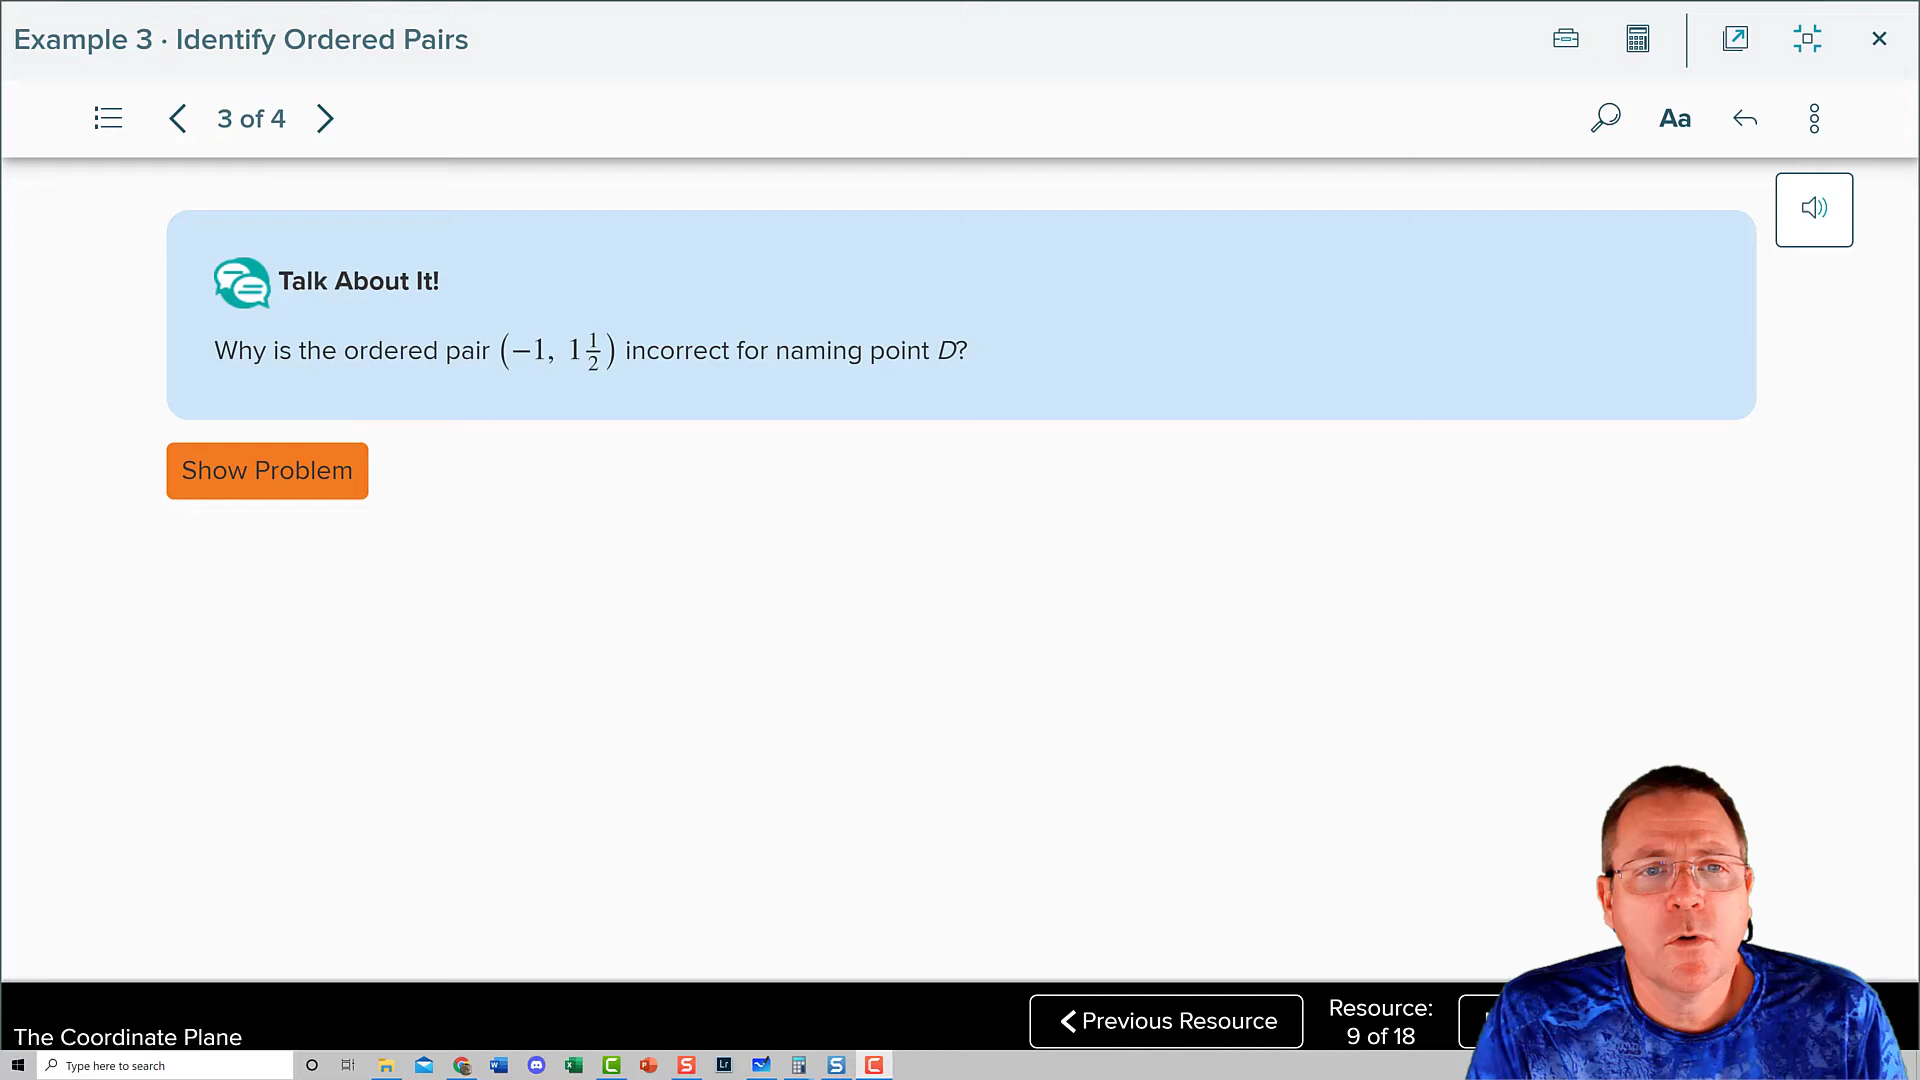 Example 3 · Identify Ordered Pairs
3 of 4
Aa
Talk About It!
Why is the ordered pair (−1, 1 1/2) incorrect for naming point D?
Show Problem
Previous Resource
Resource:
9 of 18
The Coordinate Plane
Type here to search